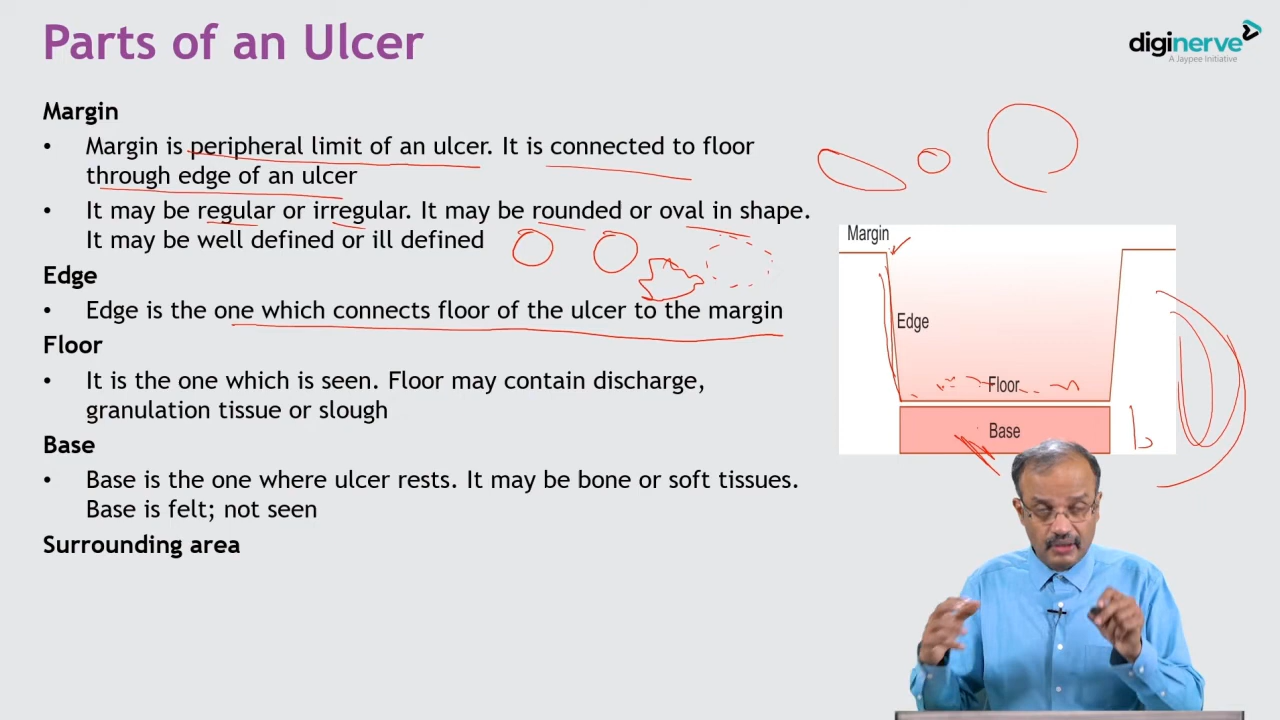 Parts of an Ulcer
diginerve
A Jaypee Initiative
Margin
• Margin is peripheral limit of an ulcer. It is connected to floor
through edge of an ulcer
• It may be regular or irregular. It may be rounded or oval in shape.
It may be well defined or ill defined
Edge
• Edge is the one which connects floor of the ulcer to the margin
Floor
• It is the one which is seen. Floor may contain discharge,
granulation tissue or slough
Base
• Base is the one where ulcer rests. It may be bone or soft tissues.
Base is felt; not seen
Surrounding area
Margin
Edge
Floor
Base
b